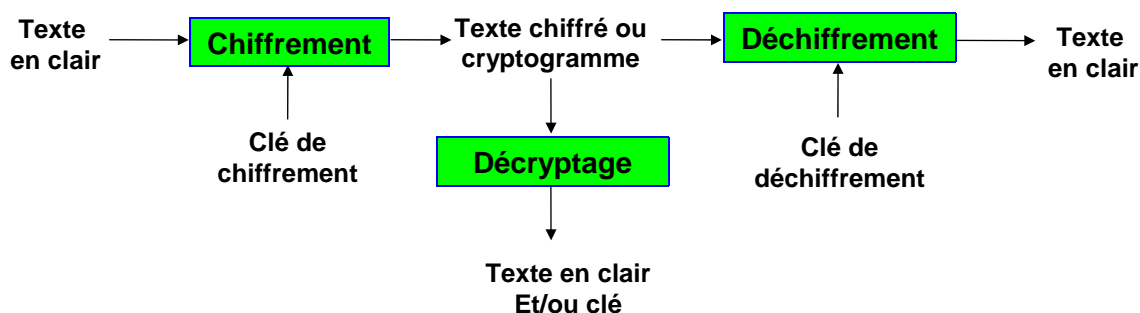 Texte
en clair
Chiffrement
Texte chiffré ou
cryptogramme
Déchiffrement
Texte
en clair
Clé de
chiffrement
Décryptage
Clé de
déchiffrement
Texte en clair
Et/ou clé